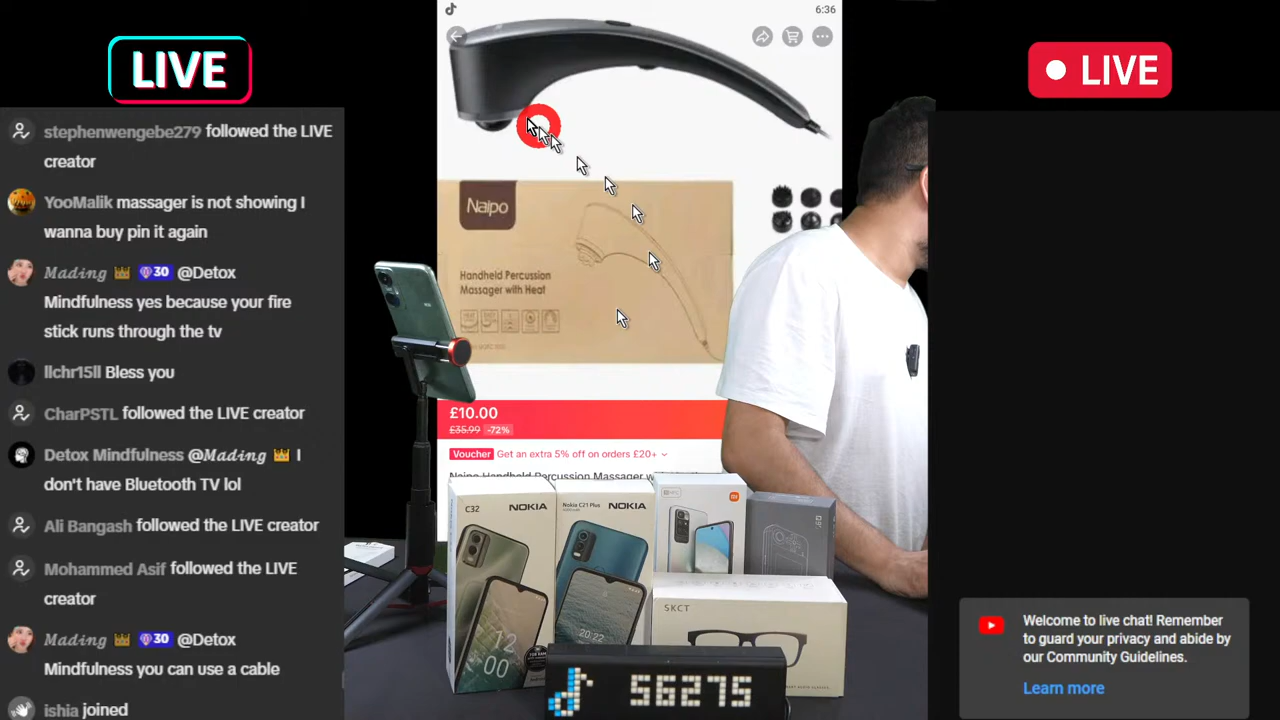 LIVE
stephenwengebe279 followed the LIVE
creator
YooMalik massager is not showing I
wanna buy pin it again
Mading 30 @Detox
Mindfulness yes because your fire
stick runs through the tv
llchr15ll Bless you
CharPSTL followed the LIVE creator
Detox Mindfulness @Mading I
don't have Bluetooth TV lol
Ali Bangash followed the LIVE creator
Mohammed Asif followed the LIVE
creator
Mading 30 @Detox
Mindfulness you can use a cable
ishia joined
6:36
Naipo
Handheld Percussion
Massager with Heat
£10.00
£35.99 -72%
Voucher Get an extra 5% off on orders £20+
Naipo Handheld Percussion Massager
C32 NOKIA
Nokia C21 Plus NOKIA
12
00
20:22
SKCT
56275
LIVE
Welcome to live chat! Remember
to guard your privacy and abide by
our Community Guidelines.
Learn more